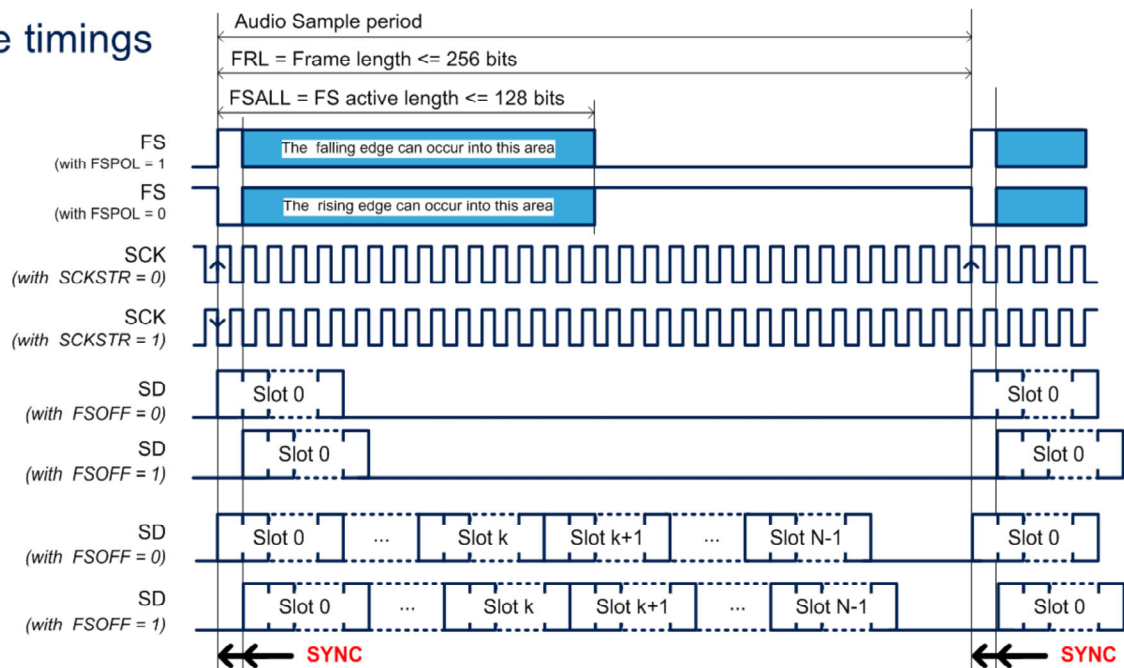 e timings
Audio Sample period
FRL = Frame length <= 256 bits
FSALL = FS active length <= 128 bits
FS
(with FSPOL = 1
The falling edge can occur into this area
FS
(with FSPOL = 0
The rising edge can occur into this area
SCK
(with SCKSTR = 0)
SCK
(with SCKSTR = 1)
SD
(with FSOFF = 0)
Slot 0
Slot 0
SD
(with FSOFF = 1)
Slot 0
Slot 0
SD
(with FSOFF = 0)
Slot 0 ... Slot k Slot k+1 ... Slot N-1 Slot 0
SD
(with FSOFF = 1)
Slot 0 ... Slot k Slot k+1 ... Slot N-1 Slot 0
SYNC SYNC